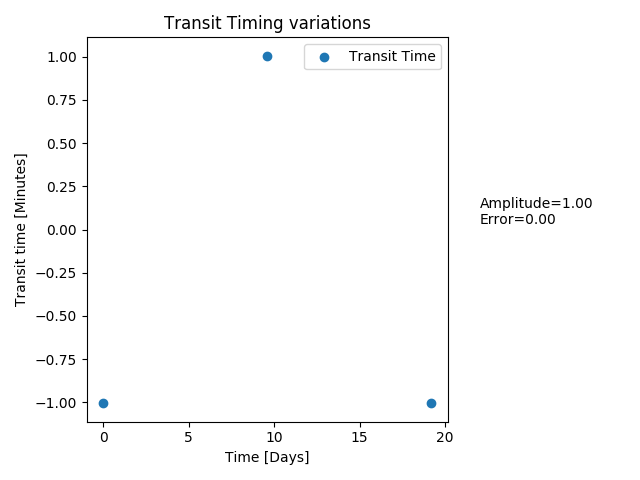 Transit Timing variations
Transit Time
1.00
0.75
0.50
0.25
0.00
−0.25
−0.50
−0.75
−1.00
Transit time [Minutes]
0 5 10 15 20
Time [Days]
Amplitude=1.00
Error=0.00